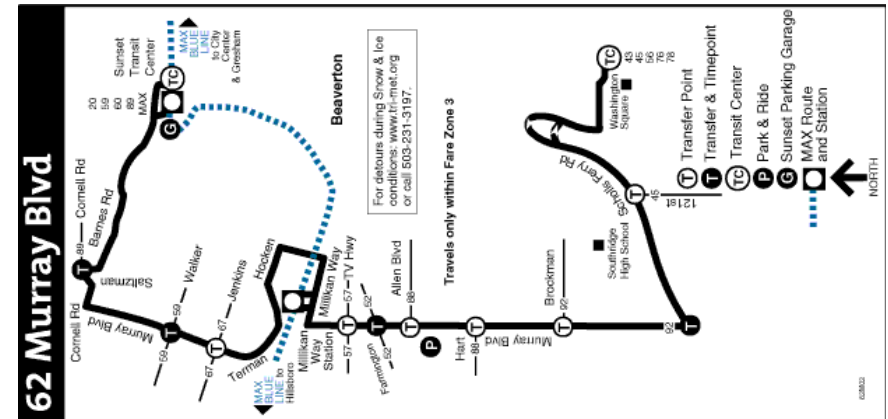 62 Murray Blvd
20
59
60
89
MAX
Sunset
Transit
Center
TC
MAX
BLUE
LINE
to City
Center
& Gresham
G
Cornell Rd
89
Barnes Rd
T
Saltzman
Cornell Rd
Murray Blvd
59
T
59
Walker
67
T
67
Jenkins
Terman
Hocken
MAX
BLUE
LINE to
Hillsboro
Millikan
Way
Station
Millikan Way
57
T
57
TV Hwy
Farmington
52
T
52
Allen Blvd
88
T
P
Hart
88
T
Murray Blvd
Brockman
92
T
92
T
Beaverton
For detours during Snow & Ice
conditions: www.tri-met.org
or call 503-231-3197.
Travels only within Fare Zone 3
Southridge
High School
Scholls Ferry Rd
T
45
121st
Washington
Square
TC
43
45
56
76
78
T Transfer Point
T Transfer & Timepoint
TC Transit Center
P Park & Ride
G Sunset Parking Garage
MAX Route
and Station
NORTH